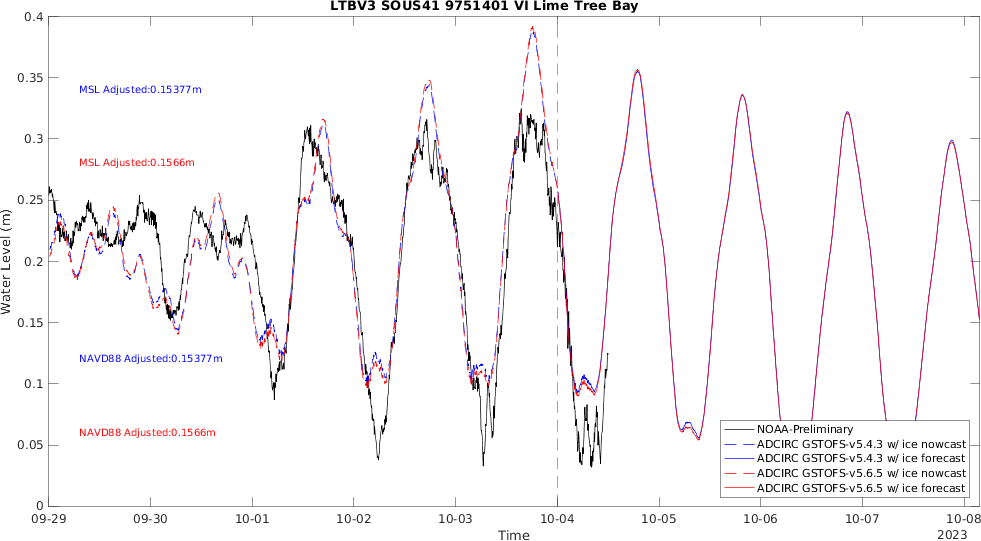 LTBV3 SOUS41 9751401 VI Lime Tree Bay
0.4
0.35
0.3
0.25
0.2
0.15
0.1
0.05
0
Water Level (m)
MSL Adjusted:0.15377m
MSL Adjusted:0.1566m
NAVD88 Adjusted:0.15377m
NAVD88 Adjusted:0.1566m
NOAA-Preliminary
ADCIRC GSTOFS-v5.4.3 w/ ice nowcast
ADCIRC GSTOFS-v5.4.3 w/ ice forecast
ADCIRC GSTOFS-v5.6.5 w/ ice nowcast
ADCIRC GSTOFS-v5.6.5 w/ ice forecast
09-29 09-30 10-01 10-02 10-03 10-04 10-05 10-06 10-07 10-08
Time 2023